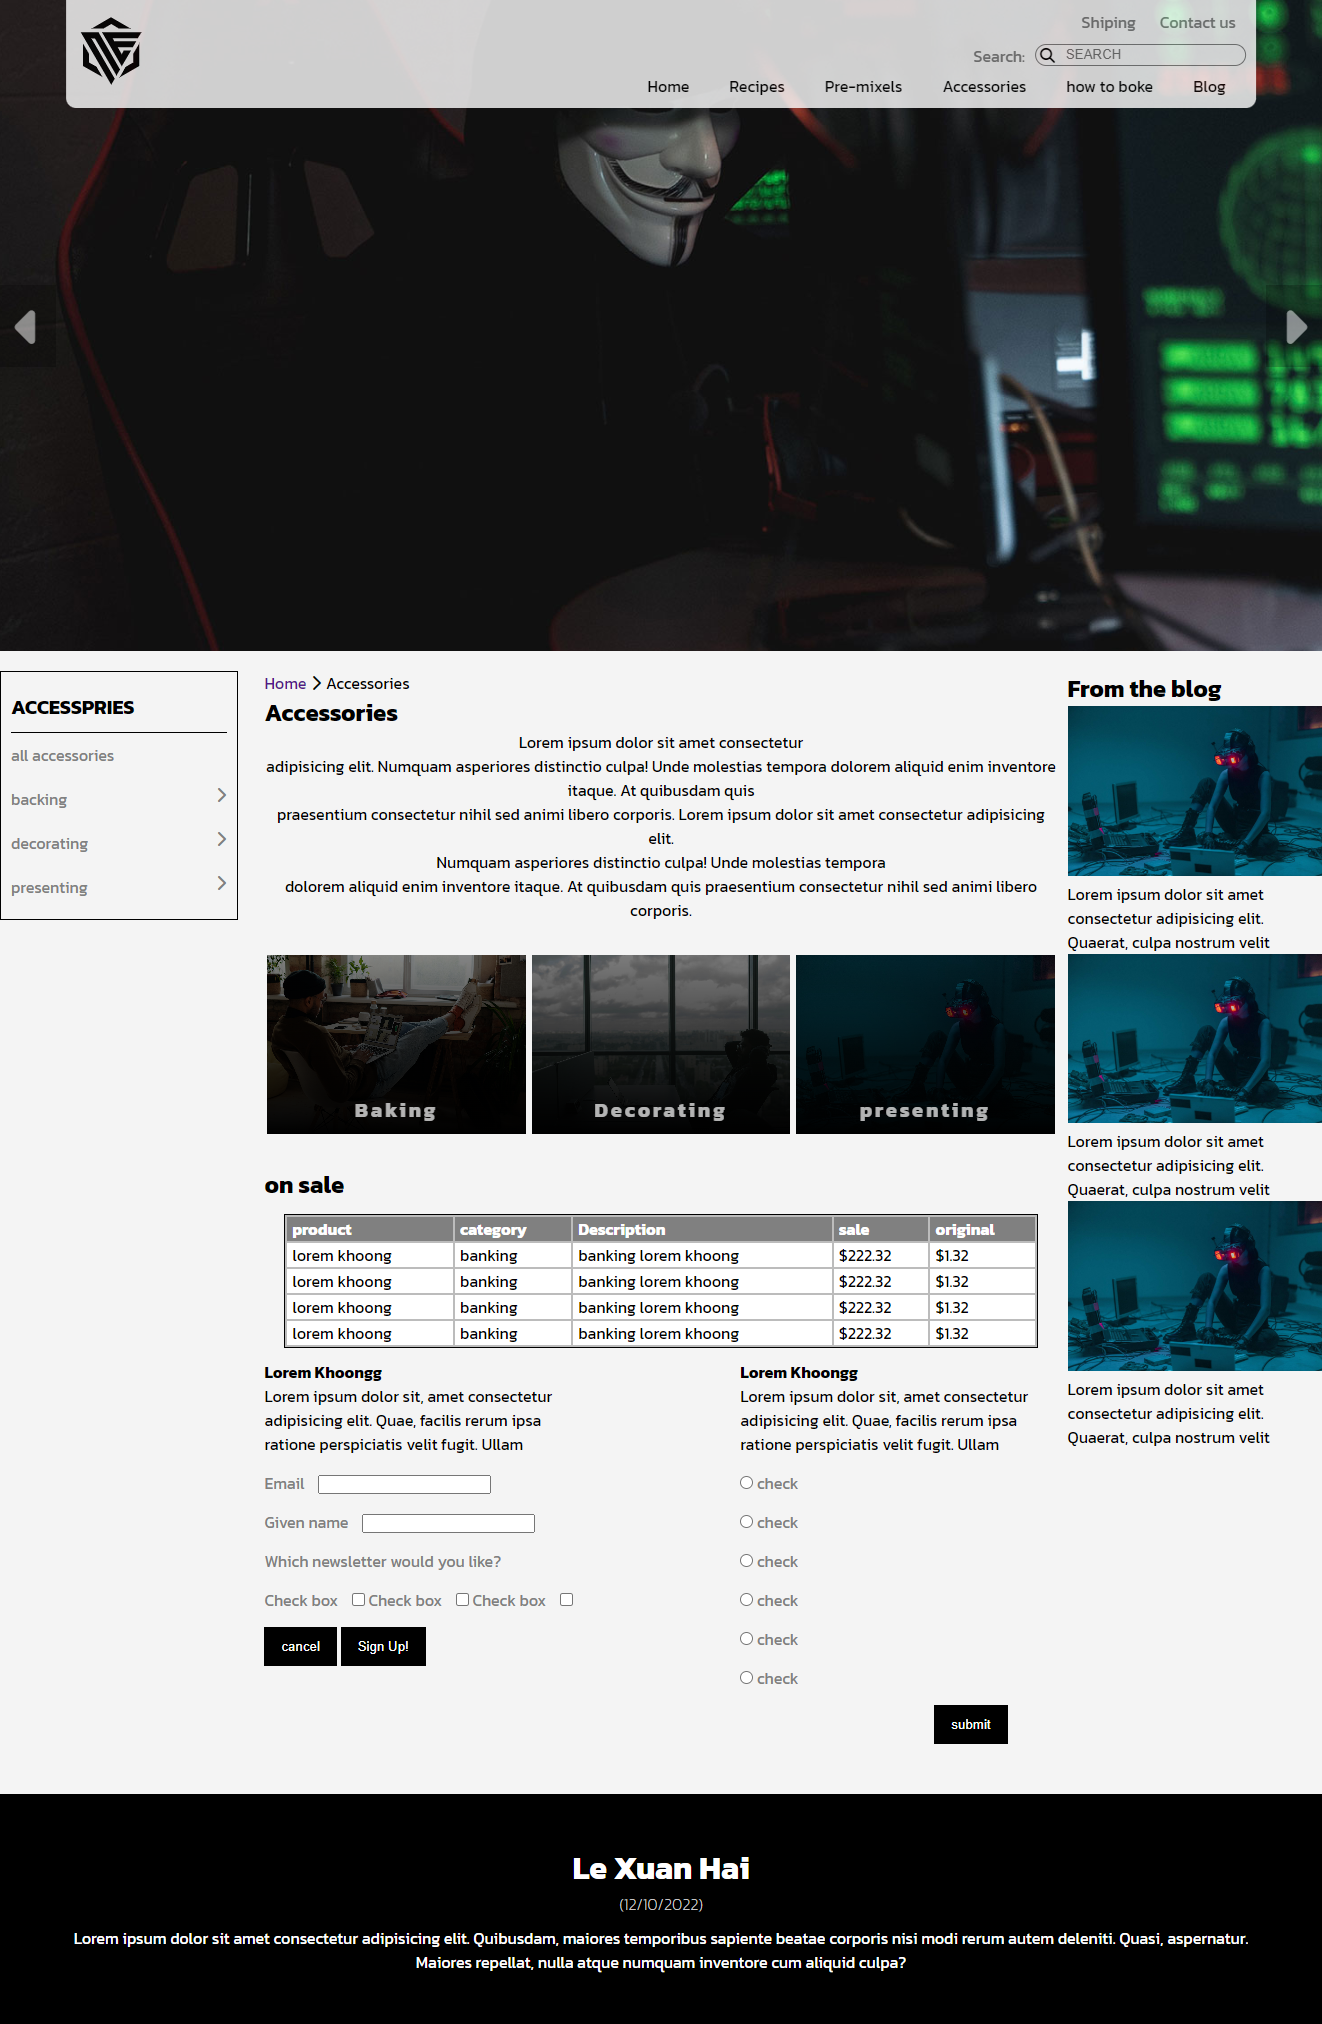 Shiping Contact us
Search: SEARCH
Home Recipes Pre-mixels Accessories how to boke Blog
ACCESSPRIES
all accessories
backing
decorating
presenting
Home Accessories
Accessories
Lorem ipsum dolor sit amet consectetur
adipisicing elit. Numquam asperiores distinctio culpa! Unde molestias tempora dolorem aliquid enim inventore
itaque. At quibusdam quis
praesentium consectetur nihil sed animi libero corporis. Lorem ipsum dolor sit amet consectetur adipisicing
elit.
Numquam asperiores distinctio culpa! Unde molestias tempora
dolorem aliquid enim inventore itaque. At quibusdam quis praesentium consectetur nihil sed animi libero
corporis.
Baking
Decorating
presenting
on sale
product category Description sale original
lorem khoong banking banking lorem khoong $222.32 $1.32
lorem khoong banking banking lorem khoong $222.32 $1.32
lorem khoong banking banking lorem khoong $222.32 $1.32
lorem khoong banking banking lorem khoong $222.32 $1.32
Lorem Khoongg
Lorem ipsum dolor sit, amet consectetur
adipisicing elit. Quae, facilis rerum ipsa
ratione perspiciatis velit fugit. Ullam
Email
Given name
Which newsletter would you like?
Check box Check box Check box
cancel Sign Up!
Lorem Khoongg
Lorem ipsum dolor sit, amet consectetur
adipisicing elit. Quae, facilis rerum ipsa
ratione perspiciatis velit fugit. Ullam
check
check
check
check
check
check
submit
From the blog
Lorem ipsum dolor sit amet
consectetur adipisicing elit.
Quaerat, culpa nostrum velit
Lorem ipsum dolor sit amet
consectetur adipisicing elit.
Quaerat, culpa nostrum velit
Lorem ipsum dolor sit amet
consectetur adipisicing elit.
Quaerat, culpa nostrum velit
Le Xuan Hai
(12/10/2022)
Lorem ipsum dolor sit amet consectetur adipisicing elit. Quibusdam, maiores temporibus sapiente beatae corporis nisi modi rerum autem deleniti. Quasi, aspernatur.
Maiores repellat, nulla atque numquam inventore cum aliquid culpa?